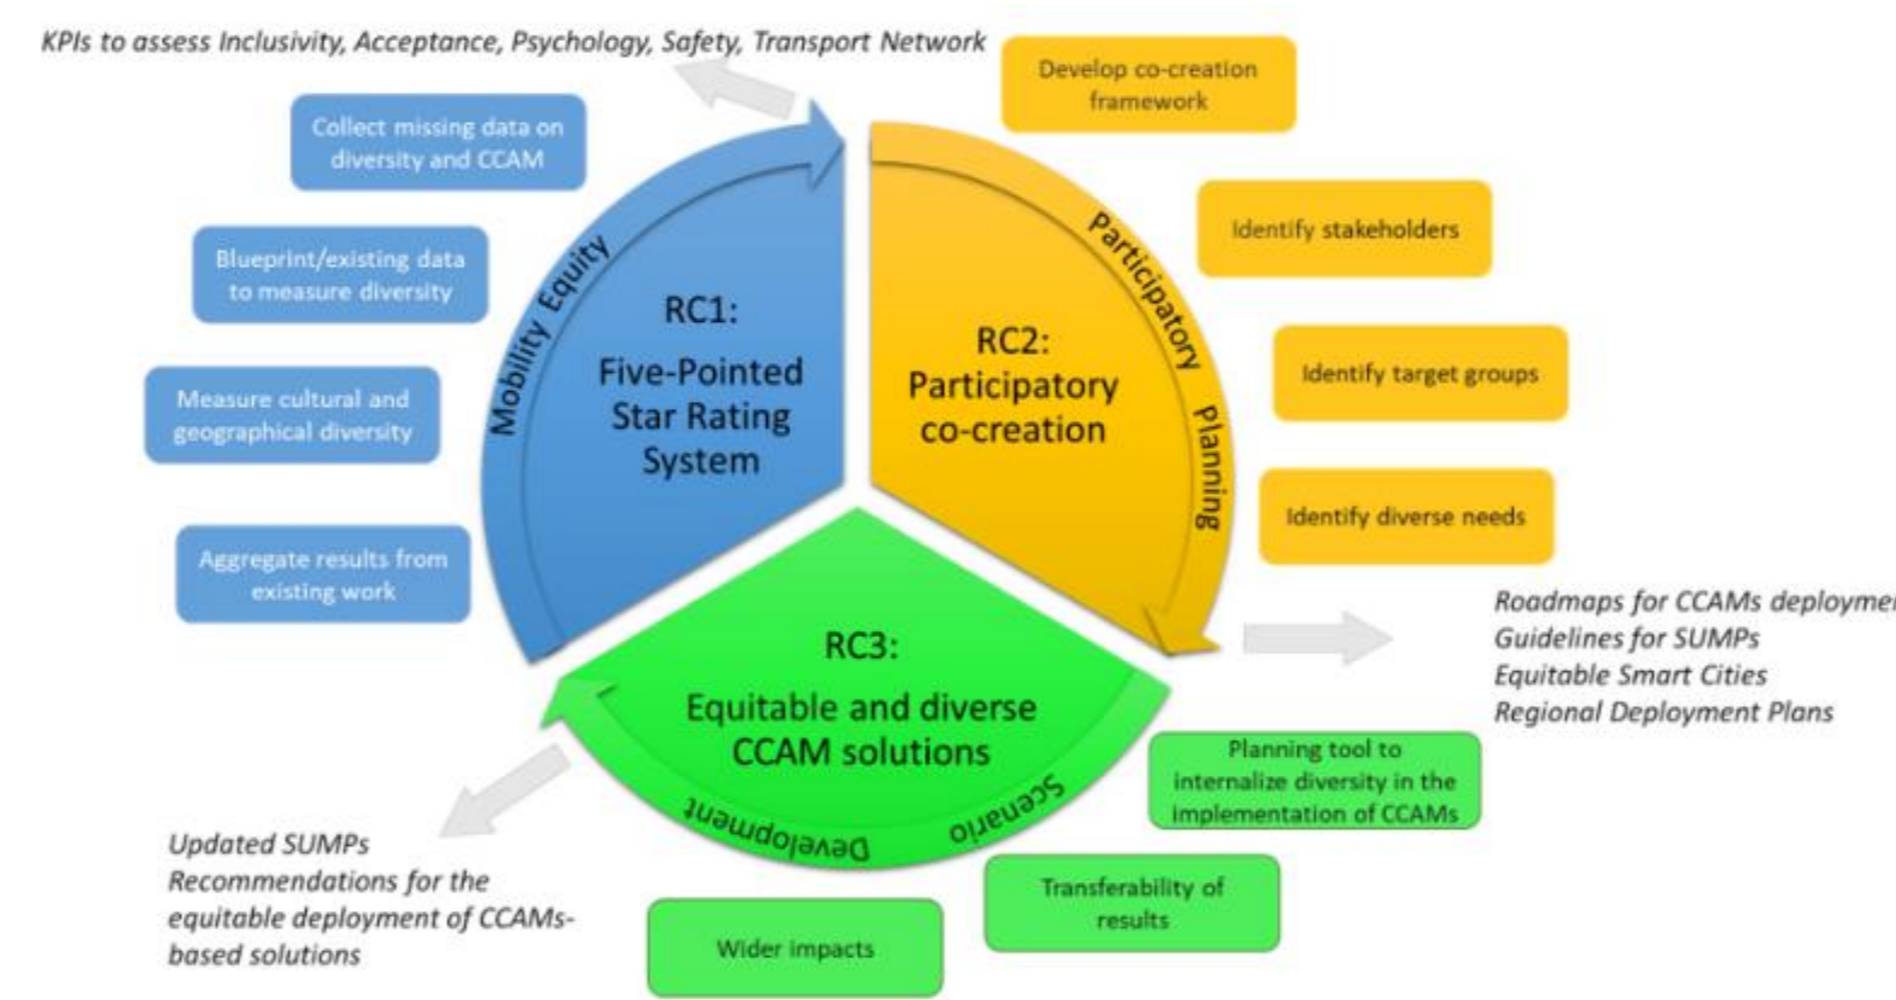 KPIs to assess Inclusivity, Acceptance, Psychology, Safety, Transport Network
Collect missing data on
diversity and CCAM
Blueprint/existing data
to measure diversity
Measure cultural and
geographical diversity
Aggregate results from
existing work
Mobility Equity
RC1:
Five-Pointed
Star Rating
System
Develop co-creation
framework
Identify stakeholders
Identify target groups
Identify diverse needs
Participatory Planning
RC2:
Participatory
co-creation
Roadmaps for CCAMs
Guidelines for SUMPs
Equitable Smart Cities
Regional Deployment Plans
RC3:
Equitable and diverse
CCAM solutions
Scenario Development
Planning tool to
internalize diversity in the
implementation of CCAMs
Transferability of
results
Wider impacts
Updated SUMPs
Recommendations for the
equitable deployment of CCAMs-
based solutions